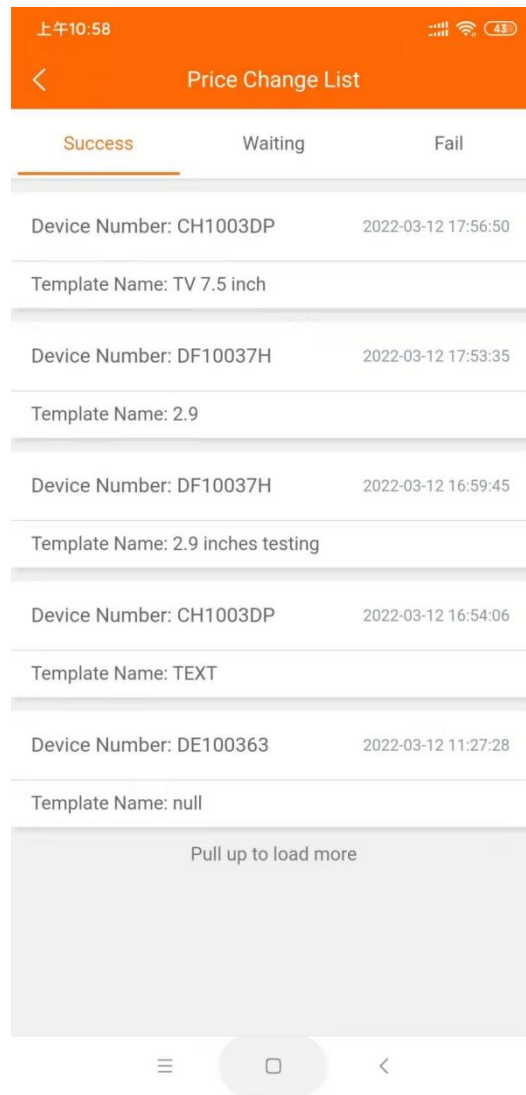 上午10:58
43
Price Change List
Success Waiting Fail
Device Number: CH1003DP 2022-03-12 17:56:50
Template Name: TV 7.5 inch
Device Number: DF10037H 2022-03-12 17:53:35
Template Name: 2.9
Device Number: DF10037H 2022-03-12 16:59:45
Template Name: 2.9 inches testing
Device Number: CH1003DP 2022-03-12 16:54:06
Template Name: TEXT
Device Number: DE100363 2022-03-12 11:27:28
Template Name: null
Pull up to load more